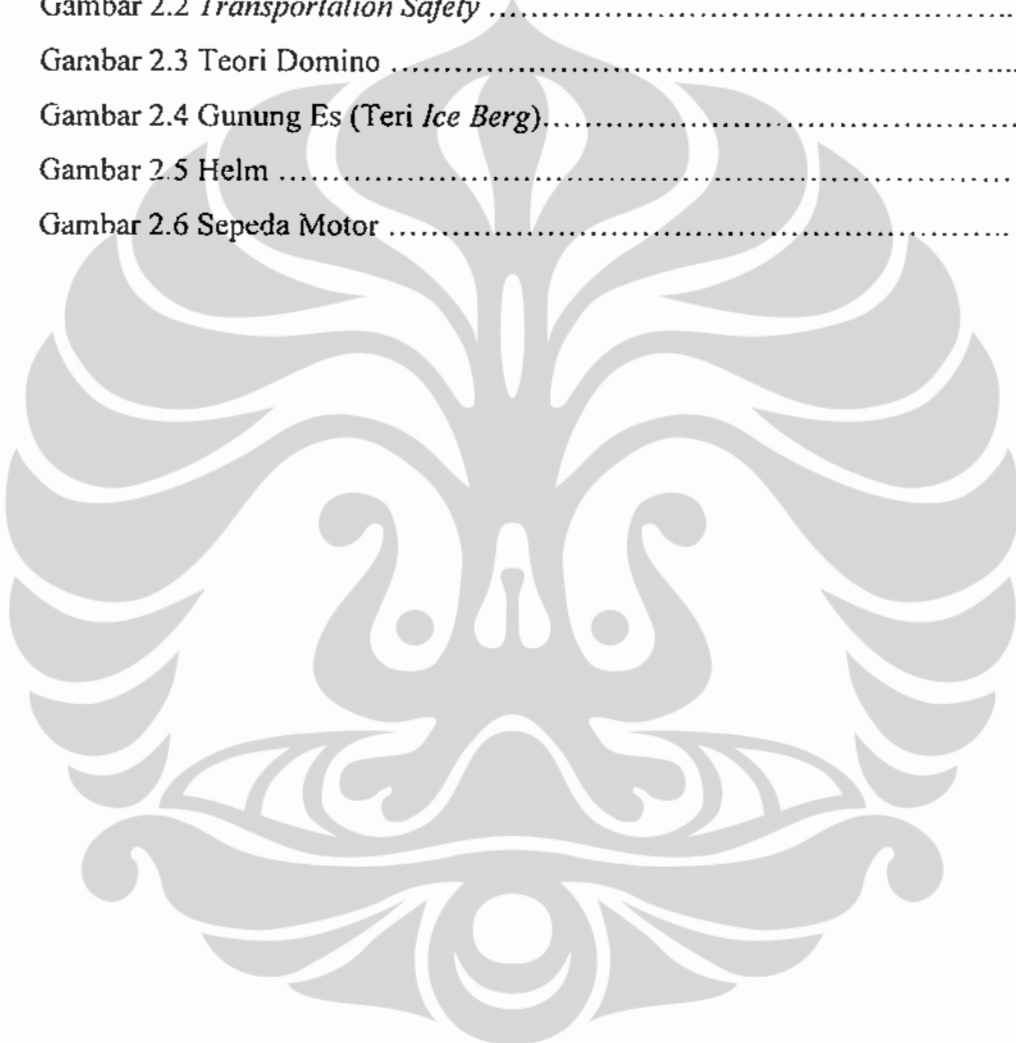 Gambar 2.2 Transportation Safety ........................................................
Gambar 2.3 Teori Domino ..................................................................
Gambar 2.4 Gunung Es (Teri Ice Berg)..................................................
Gambar 2.5 Helm ..............................................................................
Gambar 2.6 Sepeda Motor ..................................................................